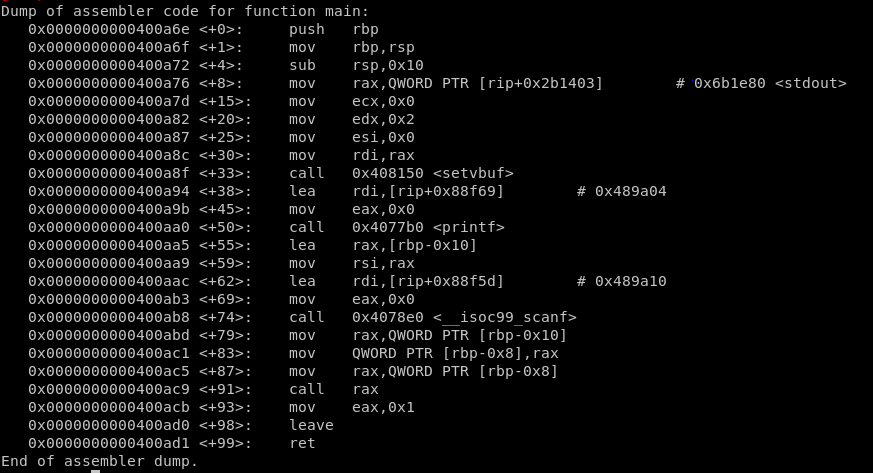 Dump of assembler code for function main:
   0x0000000000400a6e <+0>:     push   rbp
   0x0000000000400a6f <+1>:     mov    rbp,rsp
   0x0000000000400a72 <+4>:     sub    rsp,0x10
   0x0000000000400a76 <+8>:     mov    rax,QWORD PTR [rip+0x2b1403]        # 0x6b1e80 <stdout>
   0x0000000000400a7d <+15>:    mov    ecx,0x0
   0x0000000000400a82 <+20>:    mov    edx,0x2
   0x0000000000400a87 <+25>:    mov    esi,0x0
   0x0000000000400a8c <+30>:    mov    rdi,rax
   0x0000000000400a8f <+33>:    call   0x408150 <setvbuf>
   0x0000000000400a94 <+38>:    lea    rdi,[rip+0x88f69]        # 0x489a04
   0x0000000000400a9b <+45>:    mov    eax,0x0
   0x0000000000400aa0 <+50>:    call   0x4077b0 <printf>
   0x0000000000400aa5 <+55>:    lea    rax,[rbp-0x10]
   0x0000000000400aa9 <+59>:    mov    rsi,rax
   0x0000000000400aac <+62>:    lea    rdi,[rip+0x88f5d]        # 0x489a10
   0x0000000000400ab3 <+69>:    mov    eax,0x0
   0x0000000000400ab8 <+74>:    call   0x4078e0 <__isoc99_scanf>
   0x0000000000400abd <+79>:    mov    rax,QWORD PTR [rbp-0x10]
   0x0000000000400ac1 <+83>:    mov    QWORD PTR [rbp-0x8],rax
   0x0000000000400ac5 <+87>:    mov    rax,QWORD PTR [rbp-0x8]
   0x0000000000400ac9 <+91>:    call   rax
   0x0000000000400acb <+93>:    mov    eax,0x1
   0x0000000000400ad0 <+98>:    leave
   0x0000000000400ad1 <+99>:    ret
End of assembler dump.